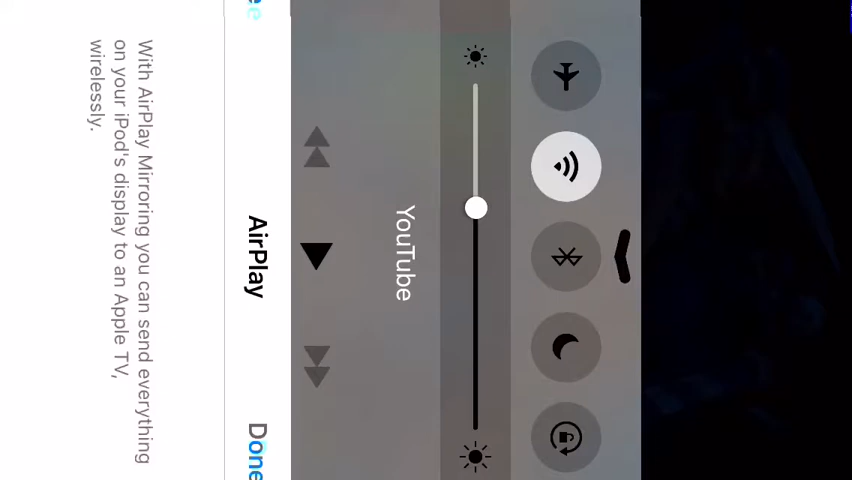 YouTube
AirPlay
Done
With AirPlay Mirroring you can send everything
on your iPod's display to an Apple TV,
wirelessly.